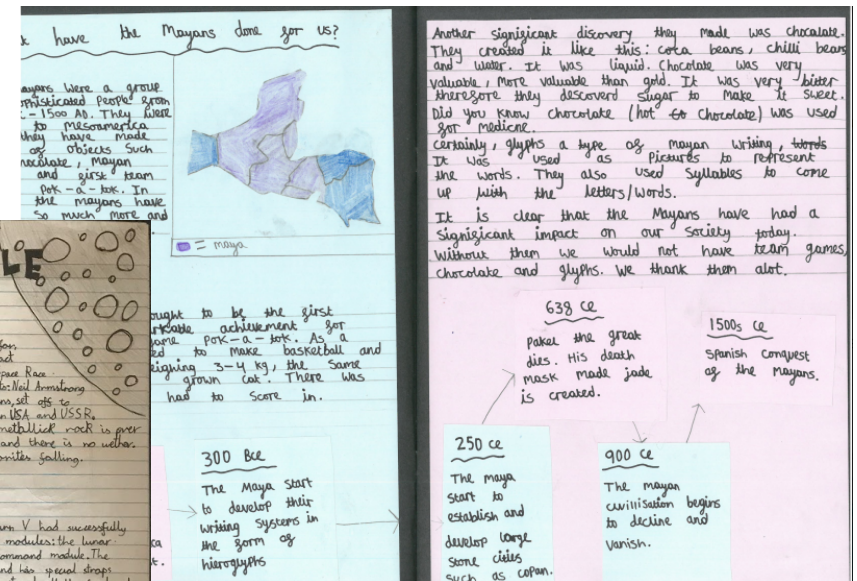 have the Mayans done for us?
ayans were a group
phisticated people from
- 1500 AD. They were
to Mesoamerica
they have made
of objects such
hocolate, mayan
and first team
Pok-a-tok. In
the mayans have
so much more and
= maya
ought to be the first
rkable achievement for
ame Pok-a-tok. As a
ed to make basketball and
eighing 3-4 kg, the same
grown cat. There was
had to score in.
300 Bce
The Maya start
to develop their
writing systems in
the form of
hieroglyphs
LE
pace Race.
to: Neil Armstrong
ns, set off to
n USA and USSR.
metallick rock is over
and there is no wether.
orites falling.
urn V had successfully
modules: the lunar
ommand module. The
nd has special straps
Another significant discovery they made was chocolate.
They created it like this: coca beans, chilli beans
and water. It was liquid. Chocolate was very
valuable, more valuable than gold. It was very bitter
therefore they descoverd sugar to make it sweet.
Did you know chocolate (hot chocolate) was used
for medicine.
certainly, glyphs a type of mayan writing, words
It was used as pictures to represent
the words. They also used syllables to come
up with the letters/words.
It is clear that the Mayans have had a
significant impact on our society today.
Without them we would not have team games,
chocolate and glyphs. We thank them alot.
638 CE
Pakel the great
dies. His death
mask made jade
is created.
1500s CE
Spanish conquest
of the Mayans.
250 CE
The maya
start to
establish and
develop large
stone cities
such as copan.
900 CE
The mayan
civilisation begins
to decline and
vanish.